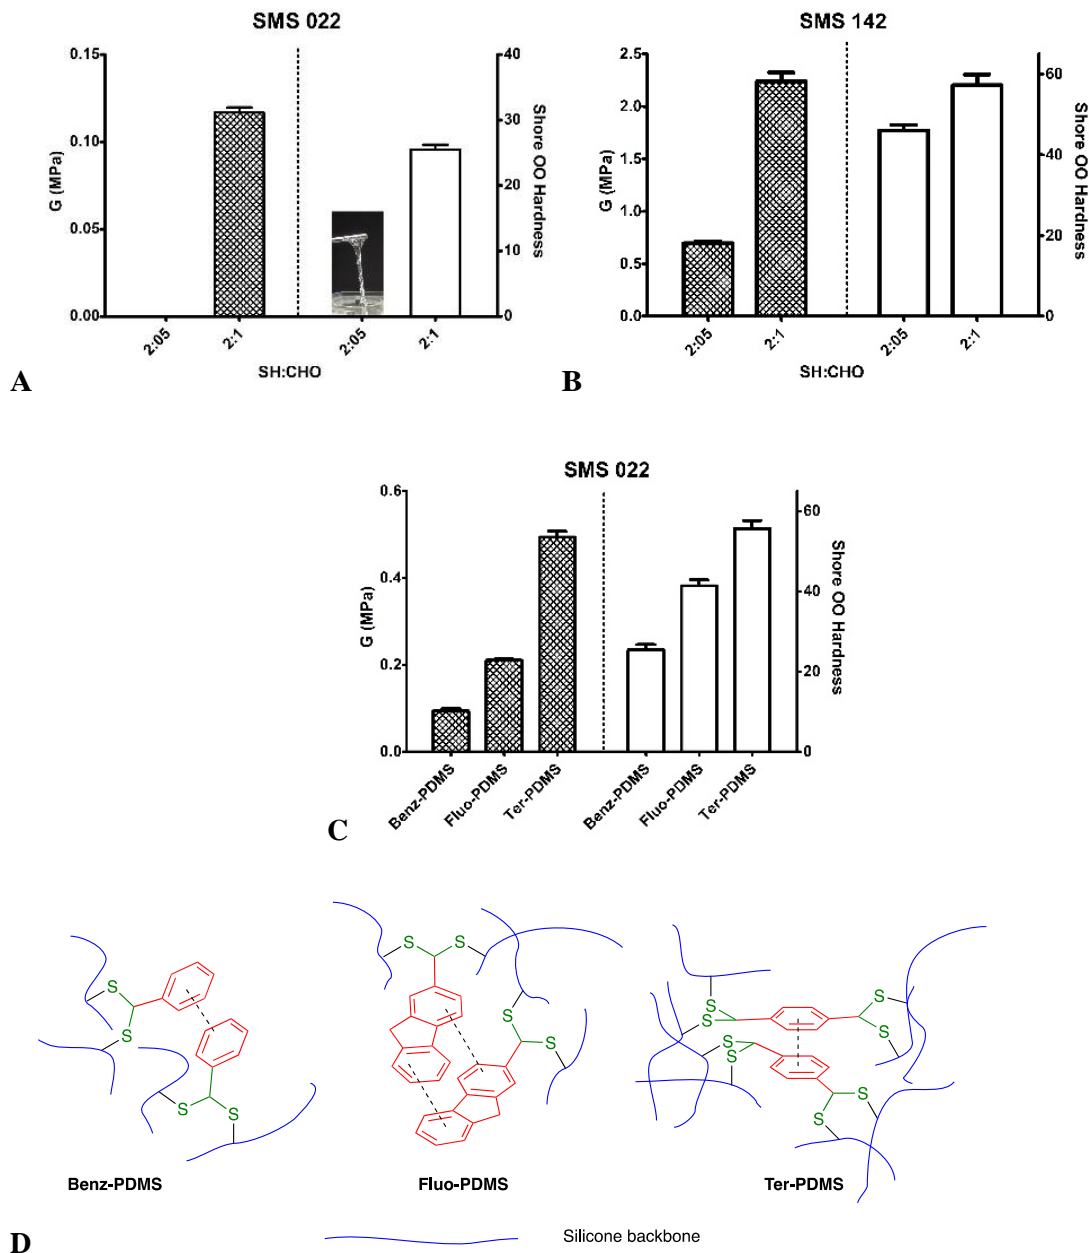 SMS 022
0.15
0.10
0.05
0.00
G (MPa)
40
30
20
10
0
Shore OO Hardness
2:05
2:1
2:05
2:1
SH:CHO
A
SMS 142
2.5
2.0
1.5
1.0
0.5
0.0
G (MPa)
60
40
20
0
Shore OO Hardness
2:05
2:1
2:05
2:1
SH:CHO
B
SMS 022
0.6
0.4
0.2
0.0
G (MPa)
60
40
20
0
Shore OO Hardness
Benz-PDMS
Fluo-PDMS
Ter-PDMS
Benz-PDMS
Fluo-PDMS
Ter-PDMS
C
S
S
S
S
Benz-PDMS
S
S
S
S
Fluo-PDMS
S
S
S
S
S
S
S
S
Ter-PDMS
D
Silicone backbone